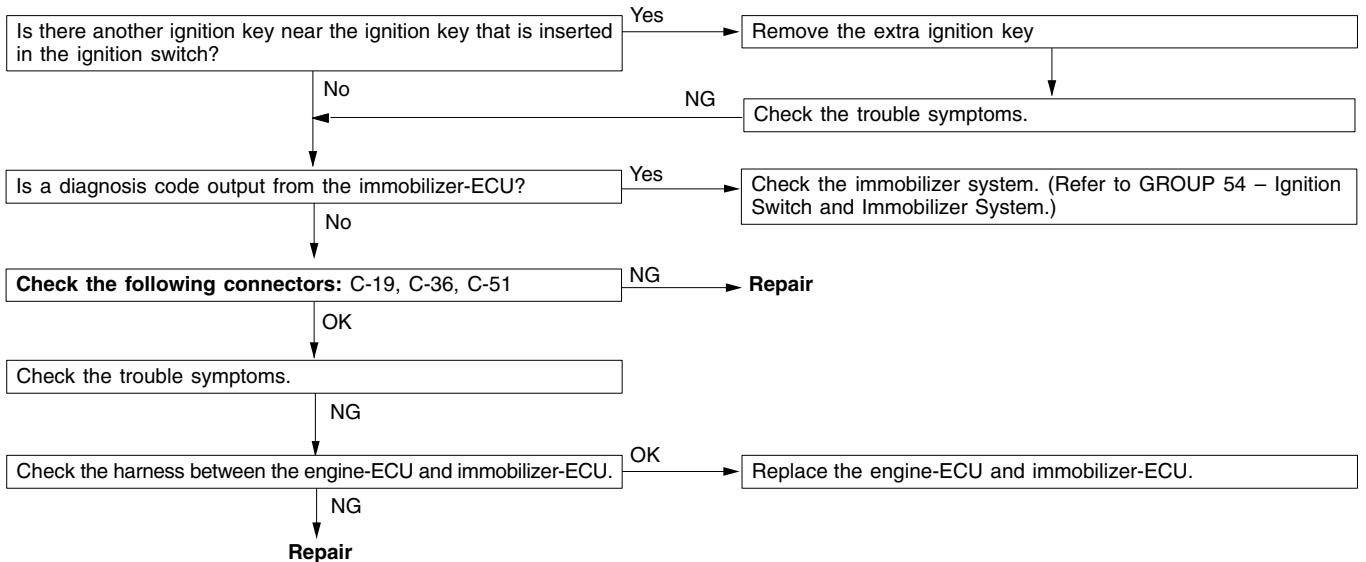 Is there another ignition key near the ignition key that is inserted
in the ignition switch?
Yes
Remove the extra ignition key
No
NG
Check the trouble symptoms.
Is a diagnosis code output from the immobilizer-ECU?
Yes
Check the immobilizer system. (Refer to GROUP 54 – Ignition
Switch and Immobilizer System.)
No
Check the following connectors: C-19, C-36, C-51
NG
Repair
OK
Check the trouble symptoms.
NG
Check the harness between the engine-ECU and immobilizer-ECU.
OK
Replace the engine-ECU and immobilizer-ECU.
NG
Repair